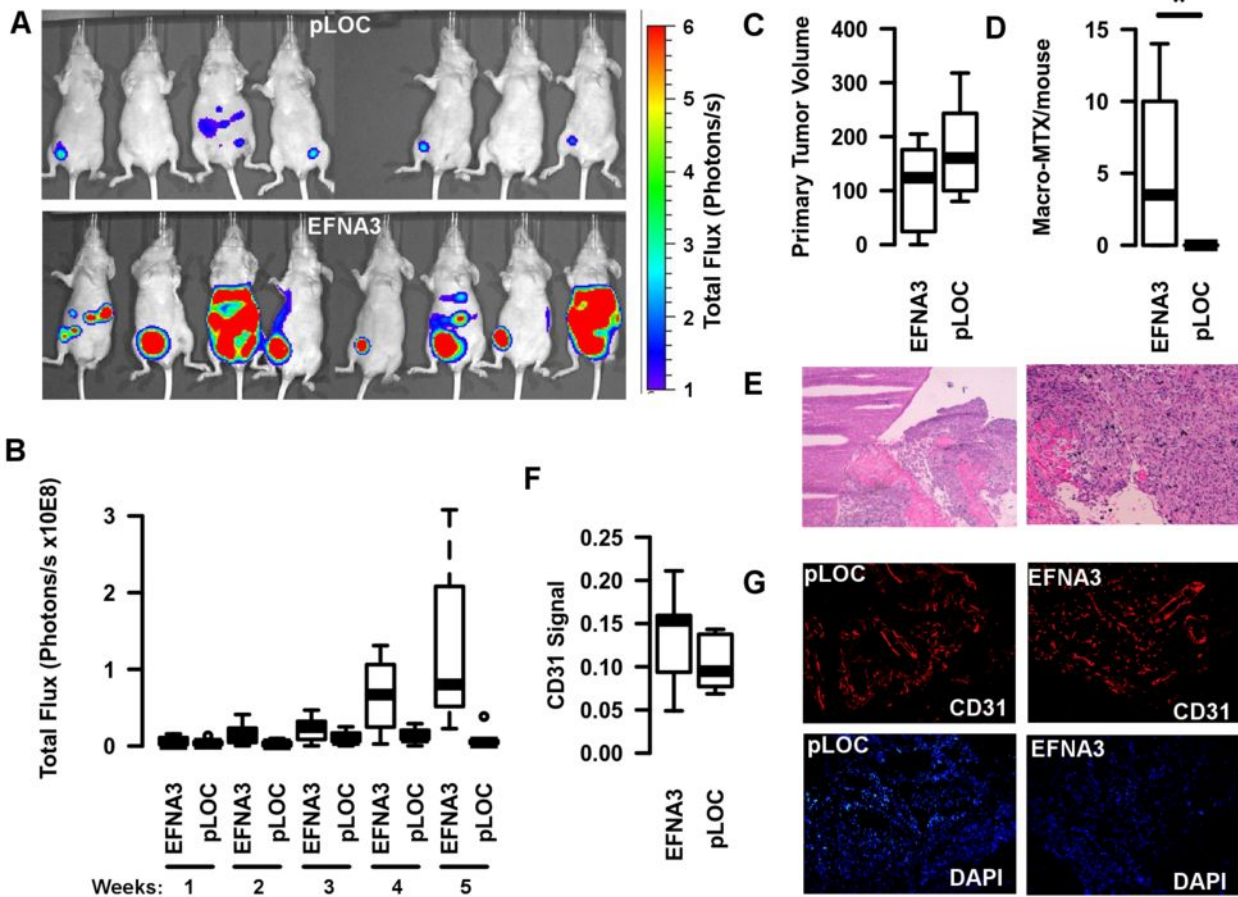 A
pLOC
EFNA3
6
5
4
3
2
1
Total Flux (Photons/s)
B
Total Flux (Photons/s x10E8)
3
2
1
0
EFNA3
pLOC
EFNA3
pLOC
EFNA3
pLOC
EFNA3
pLOC
EFNA3
pLOC
Weeks: 1 2 3 4 5
C
Primary Tumor Volume
400
300
200
100
0
EFNA3
pLOC
D
*
Macro-MTX/mouse
15
10
5
0
EFNA3
pLOC
E
F
CD31 Signal
0.25
0.20
0.15
0.10
0.05
0.00
EFNA3
pLOC
G
pLOC
CD31
EFNA3
CD31
pLOC
DAPI
EFNA3
DAPI